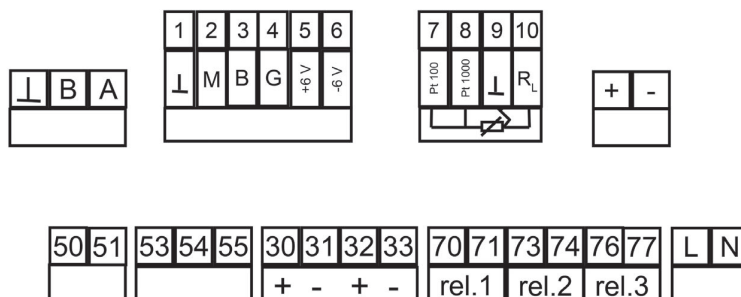 1 2 3 4 5 6
7 8 9 10
⊥ B A
⊥ M B G +6 V -6 V
Pt 100 Pt 1000 ⊥ RL
+ -
50 51 53 54 55 30 31 32 33 70 71 73 74 76 77 L N
+ - + - rel.1 rel.2 rel.3